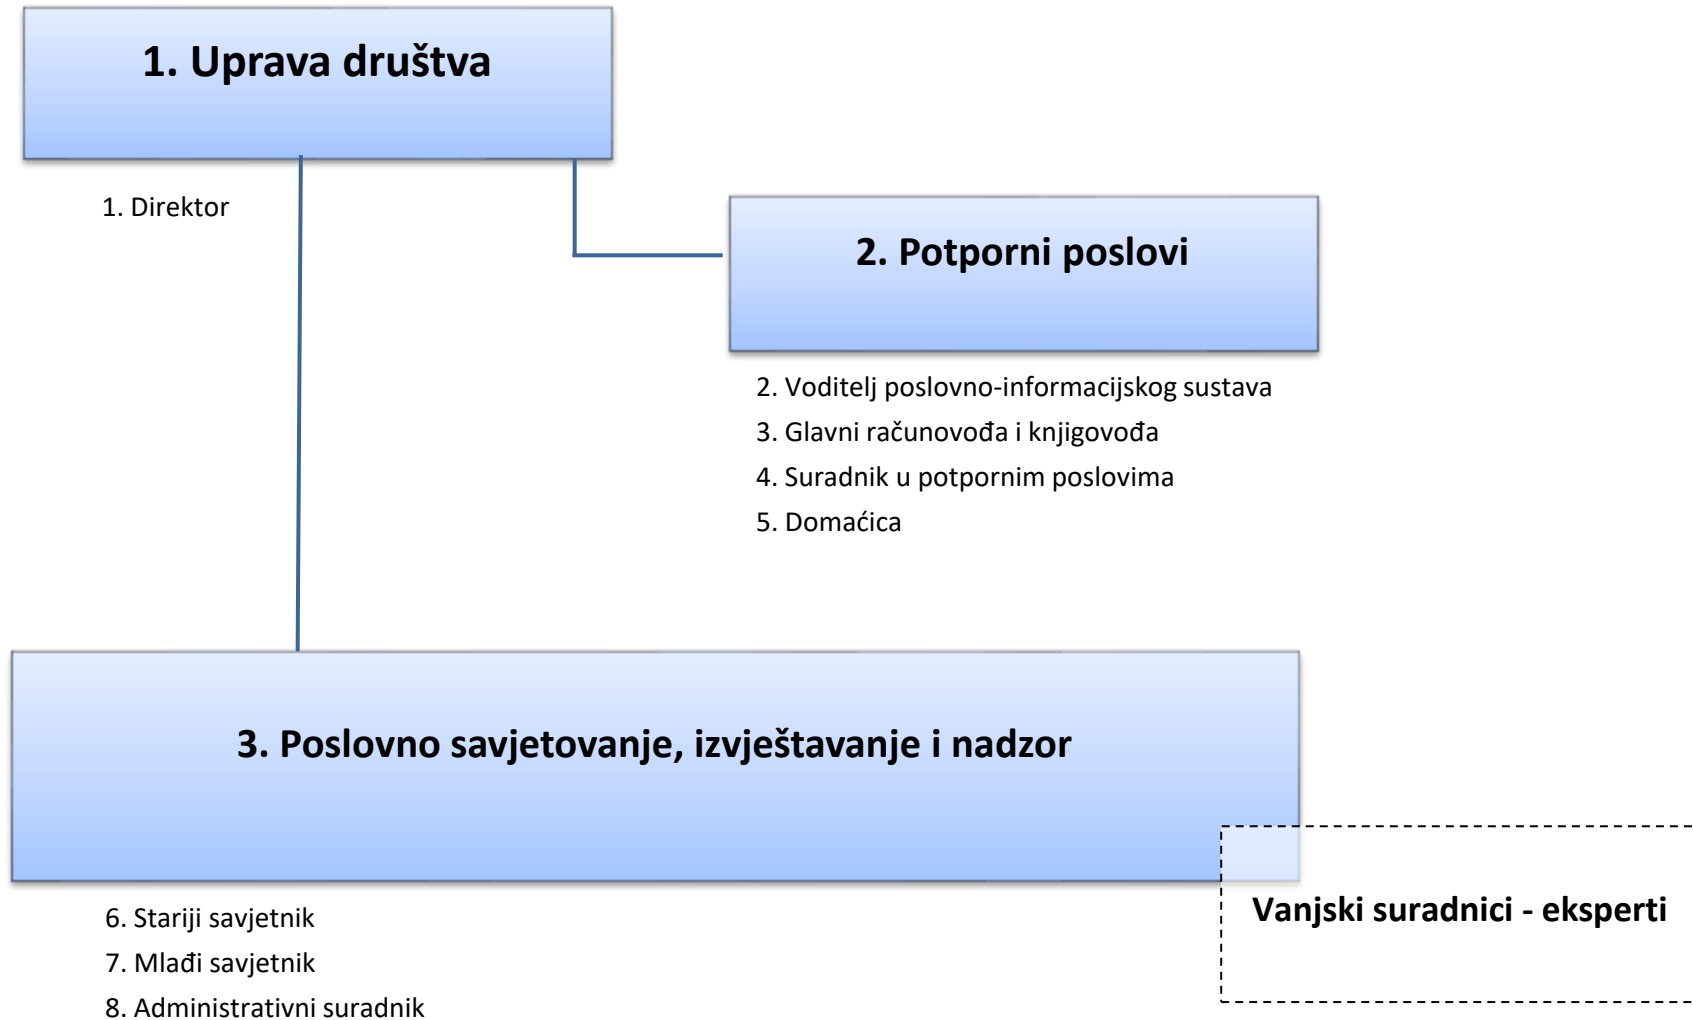 1. Uprava društva
1. Direktor
2. Potporni poslovi
2. Voditelj poslovno-informacijskog sustava
3. Glavni računovođa i knjigovođa
4. Suradnik u potpornim poslovima
5. Domaćica
3. Poslovno savjetovanje, izvještavanje i nadzor
Vanjski suradnici - eksperti
6. Stariji savjetnik
7. Mlađi savjetnik
8. Administrativni suradnik